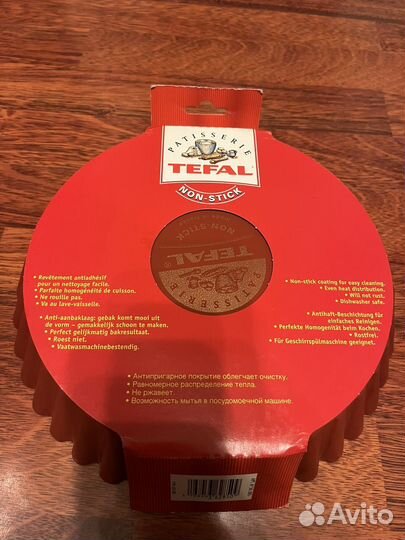 PATISSERIE
TEFAL
NON-STICK
NON-STICK
TEFAL
PATISSERIE
• Revêtement antiadhésif
pour un nettoyage facile.
• Parfaite homogénéité de cuisson.
• Ne rouille pas.
• Va au lave-vaisselle.
• Anti-aanbaklaag: gebak komt mooi uit
de vorm – gemakkelijk schoon te maken.
• Perfect gelijkmatig bakresultaat.
• Roest niet.
• Vaatwasmachinebestendig.
• Non-stick coating for easy cleaning.
• Even heat distribution.
• Will not rust.
• Dishwasher safe.
• Antihaft-Beschichtung für
einfaches Reinigen.
• Perfekte Homogenität beim Kochen.
• Rostfrei.
• Für Geschirrspülmaschine geeignet.
• Антипригарное покрытие облегчает очистку.
• Равномерное распределение тепла.
• Не ржавеет.
• Возможность мытья в посудомоечной машине.
Avito